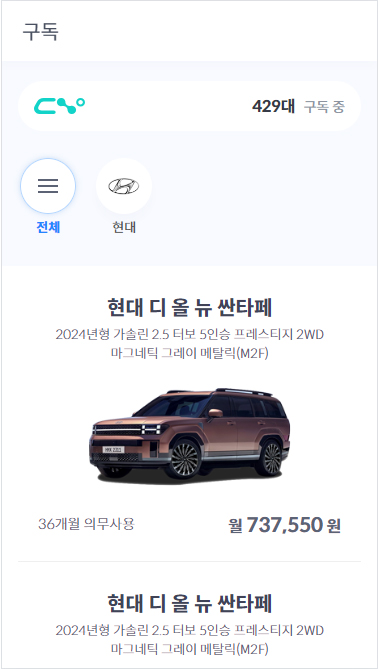 구독
429대 구독 중
전체
현대
현대 디 올 뉴 싼타페
2024년형 가솔린 2.5 터보 5인승 프레스티지 2WD
마그네틱 그레이 메탈릭(M2F)
36개월 의무사용
월 737,550 원
현대 디 올 뉴 싼타페
2024년형 가솔린 2.5 터보 5인승 프레스티지 2WD
마그네틱 그레이 메탈릭(M2F)